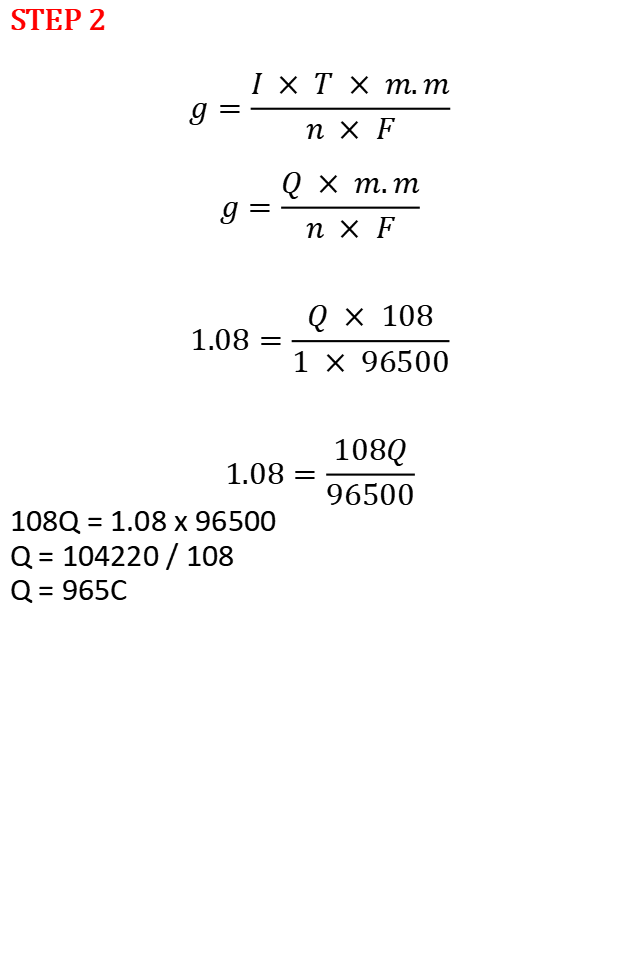 STEP 2
g = I × T × m.m / n × F
g = Q × m.m / n × F
1.08 = Q × 108 / 1 × 96500
1.08 = 108Q / 96500
108Q = 1.08 x 96500
Q = 104220 / 108
Q = 965C